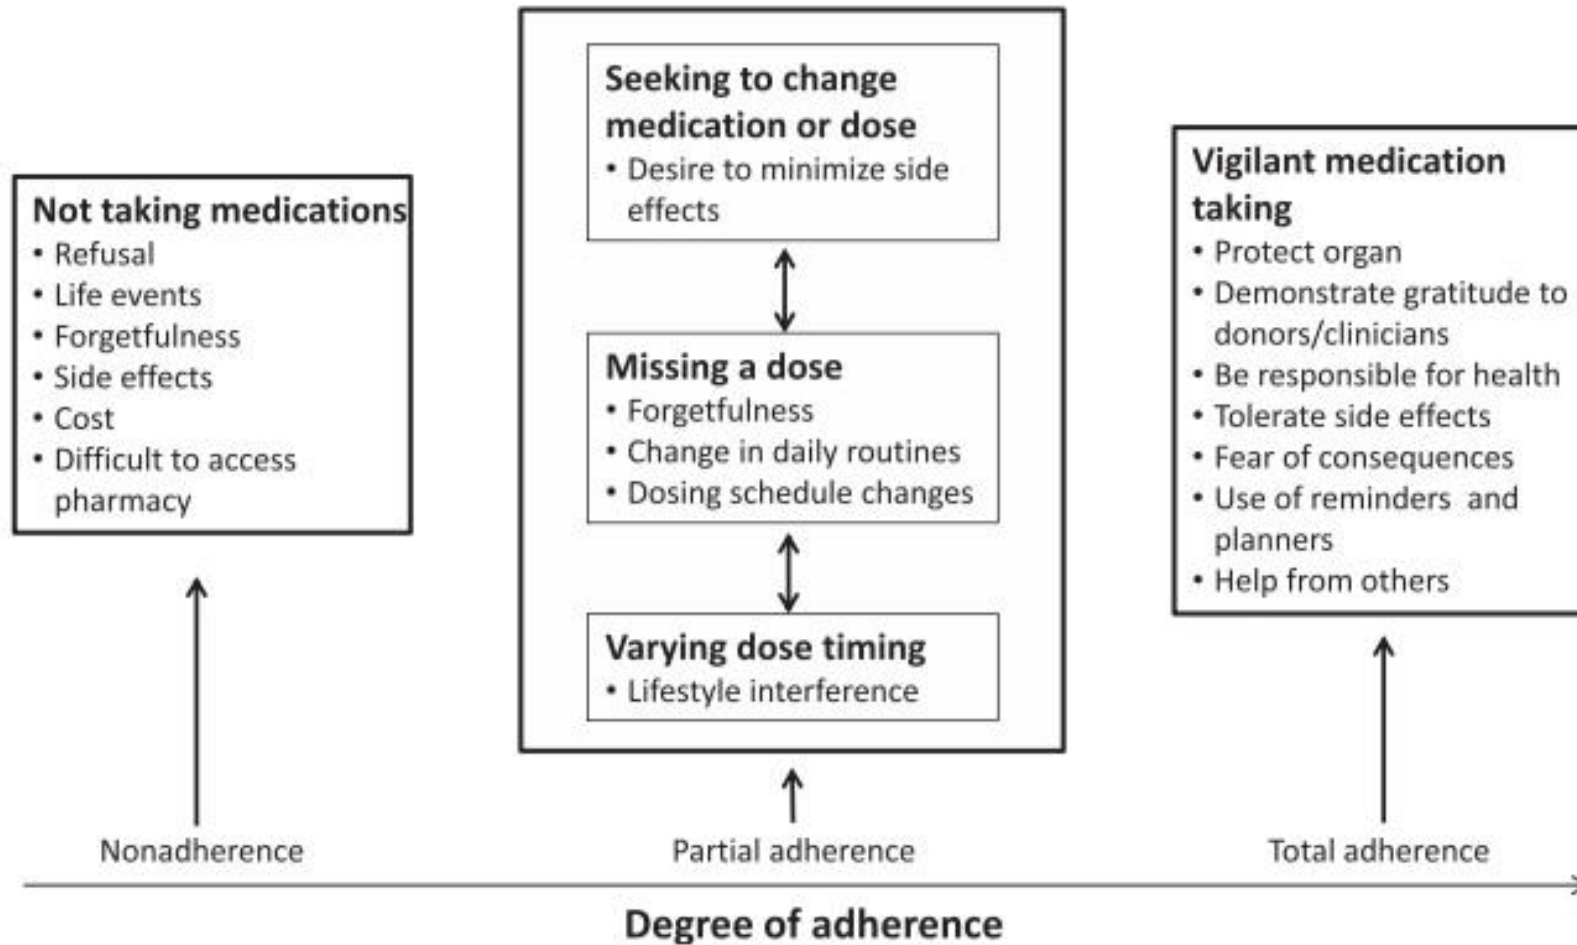 Not taking medications
• Refusal
• Life events
• Forgetfulness
• Side effects
• Cost
• Difficult to access
pharmacy
Seeking to change
medication or dose
• Desire to minimize side
effects
Missing a dose
• Forgetfulness
• Change in daily routines
• Dosing schedule changes
Varying dose timing
• Lifestyle interference
Vigilant medication
taking
• Protect organ
• Demonstrate gratitude to
donors/clinicians
• Be responsible for health
• Tolerate side effects
• Fear of consequences
• Use of reminders and
planners
• Help from others
Nonadherence
Partial adherence
Total adherence
Degree of adherence